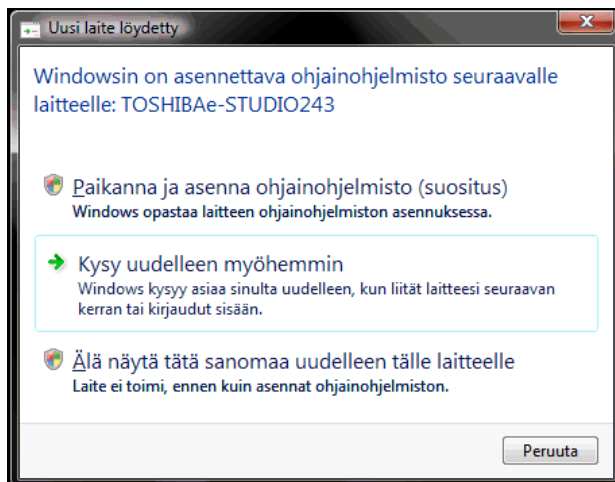 Uusi laite löydetty
Windowsin on asennettava ohjainohjelmisto seuraavalle
laitteelle: TOSHIBAe-STUDIO243
Paikanna ja asenna ohjainohjelmisto (suositus)
Windows opastaa laitteen ohjainohjelmiston asennuksessa.
Kysy uudelleen myöhemmin
Windows kysyy asiaa sinulta uudelleen, kun liität laitteesi seuraavan
kerran tai kirjaudut sisään.
Älä näytä tätä sanomaa uudelleen tälle laitteelle
Laite ei toimi, ennen kuin asennat ohjainohjelmiston.
Peruuta